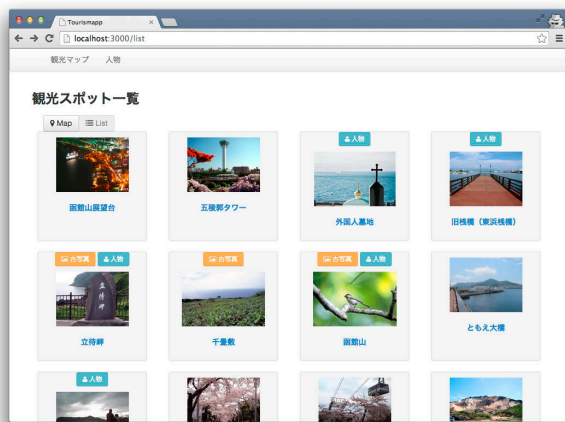 Tourismapp
localhost:3000/list
観光マップ 人物
観光スポット一覧
Map List
人物 人物
函館山展望台 五稜郭タワー 外国人墓地 旧桟橋(東浜桟橋)
古写真 人物 古写真 古写真 人物
立待岬
立待岬 千畳敷 函館山 ともえ大橋
人物